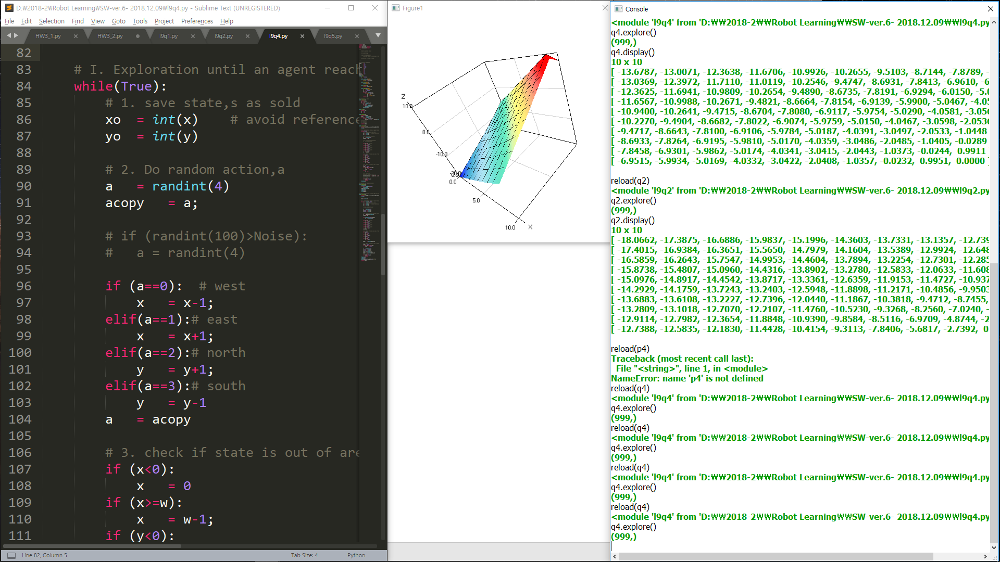 D:₩2018-2₩Robot Learning₩SW-ver.6- 2018.12.09₩l9q4.py - Sublime Text (UNREGISTERED)
File Edit Selection Find View Goto Tools Project Preferences Help
HW3_1.py HW3_2.py l9q1.py l9q2.py l9q4.py l9q5.py
82
83 # I. Exploration until an agent reach
84 while(True):
85 # 1. save state,s as sold
86 xo = int(x) # avoid reference
87 yo = int(y)
88
89 # 2. Do random action,a
90 a = randint(4)
91 acopy = a;
92
93 # if (randint(100)>Noise):
94 # a = randint(4)
95
96 if (a==0): # west
97 x = x-1;
98 elif(a==1):# east
99 x = x+1;
100 elif(a==2):# north
101 y = y+1;
102 elif(a==3):# south
103 y = y-1
104 a = acopy
105
106 # 3. check if state is out of are
107 if (x<0):
108 x = 0
109 if (x>=w):
110 x = w-1;
111 if (y<0):
Line 82, Column 5 Tab Size: 4 Python
Figure1
Z
10.0
0.0
-10.0
0.0
5.0
10.0
X
Console
<module 'l9q4' from 'D:₩₩2018-2₩₩Robot Learning₩₩SW-ver.6- 2018.12.09₩₩l9q4.py
q4.explore()
(999,)
q4.display()
10 x 10
[ -13.6787, -13.0071, -12.3638, -11.6706, -10.9926, -10.2655, -9.5103, -8.7144, -7.8789, -
[ -13.0369, -12.3972, -11.7110, -11.0119, -10.2546, -9.4747, -8.6931, -7.8413, -6.9610, -6
[ -12.3625, -11.6941, -10.9809, -10.2654, -9.4890, -8.6735, -7.8191, -6.9294, -6.0150, -5.0
[ -11.6567, -10.9988, -10.2671, -9.4821, -8.6664, -7.8154, -6.9139, -5.9900, -5.0467, -4.05
[ -10.9400, -10.2641, -9.4715, -8.6704, -7.8080, -6.9117, -5.9754, -5.0290, -4.0581, -3.056
[ -10.2270, -9.4904, -8.6682, -7.8022, -6.9074, -5.9759, -5.0150, -4.0467, -3.0598, -2.0536
[ -9.4717, -8.6643, -7.8100, -6.9106, -5.9784, -5.0187, -4.0391, -3.0497, -2.0533, -1.0448
[ -8.6933, -7.8264, -6.9195, -5.9810, -5.0170, -4.0359, -3.0486, -2.0485, -1.0405, -0.0289
[ -7.8458, -6.9301, -5.9862, -5.0174, -4.0341, -3.0415, -2.0443, -1.0373, -0.0244, 0.9911
[ -6.9515, -5.9934, -5.0169, -4.0332, -3.0422, -2.0408, -1.0357, -0.0232, 0.9951, 0.0000 ]
reload(q2)
<module 'l9q2' from 'D:₩₩2018-2₩₩Robot Learning₩₩SW-ver.6- 2018.12.09₩₩l9q2.py
q2.explore()
(999,)
q2.display()
10 x 10
[ -18.0662, -17.3875, -16.6886, -15.9837, -15.1996, -14.3603, -13.7331, -13.1357, -12.739
[ -17.4015, -16.9384, -16.3651, -15.5650, -14.7979, -14.1604, -13.5389, -12.9924, -12.648
[ -16.5859, -16.2643, -15.7547, -14.9953, -14.4604, -13.7894, -13.2254, -12.7301, -12.285
[ -15.8738, -15.4807, -15.0960, -14.4316, -13.8902, -13.2780, -12.5833, -12.0633, -11.608
[ -15.0976, -14.8917, -14.4542, -13.8717, -13.3361, -12.6359, -11.9153, -11.4727, -10.937
[ -14.2929, -14.1759, -13.7243, -13.2403, -12.5948, -11.8898, -11.2171, -10.4856, -9.9503
[ -13.6883, -13.6108, -13.2227, -12.7396, -12.0440, -11.1867, -10.3818, -9.4712, -8.7455,
[ -13.2809, -13.1018, -12.7070, -12.2107, -11.4760, -10.5230, -9.3268, -8.2560, -7.0240, -
[ -12.9114, -12.7982, -12.3654, -11.8848, -10.9390, -9.8584, -8.5116, -6.9709, -4.8744, -2
[ -12.7388, -12.5835, -12.1830, -11.4428, -10.4154, -9.3113, -7.8406, -5.6817, -2.7392, 0
reload(p4)
Traceback (most recent call last):
File "<string>", line 1, in <module>
NameError: name 'p4' is not defined
reload(q4)
<module 'l9q4' from 'D:₩₩2018-2₩₩Robot Learning₩₩SW-ver.6- 2018.12.09₩₩l9q4.py
q4.explore()
(999,)
reload(q4)
<module 'l9q4' from 'D:₩₩2018-2₩₩Robot Learning₩₩SW-ver.6- 2018.12.09₩₩l9q4.py
q4.explore()
(999,)
reload(q4)
<module 'l9q4' from 'D:₩₩2018-2₩₩Robot Learning₩₩SW-ver.6- 2018.12.09₩₩l9q4.py
q4.explore()
(999,)
reload(q4)
<module 'l9q4' from 'D:₩₩2018-2₩₩Robot Learning₩₩SW-ver.6- 2018.12.09₩₩l9q4.py
q4.explore()
(999,)